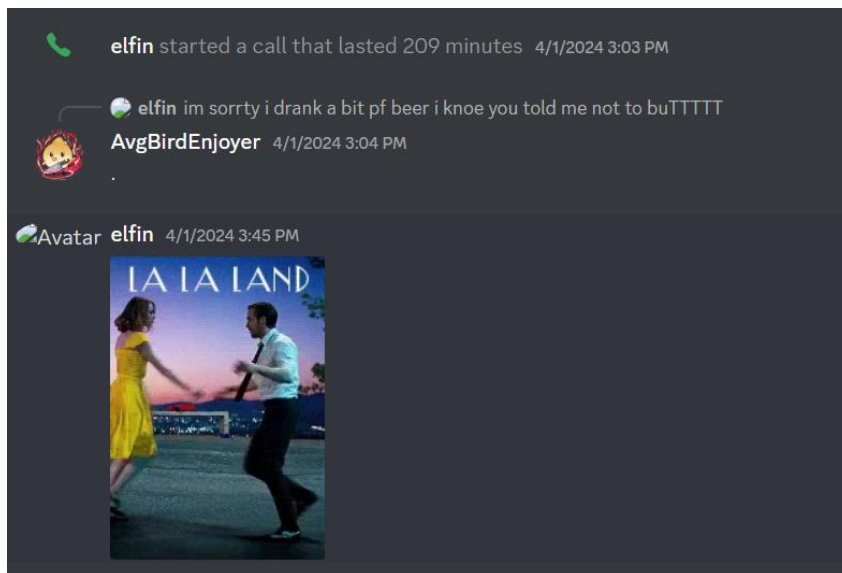 elfin started a call that lasted 209 minutes 4/1/2024 3:03 PM
elfin im sorrty i drank a bit pf beer i knoe you told me not to buTTTTT
AvgBirdEnjoyer 4/1/2024 3:04 PM
.
Avatar elfin 4/1/2024 3:45 PM
LA LA LAND